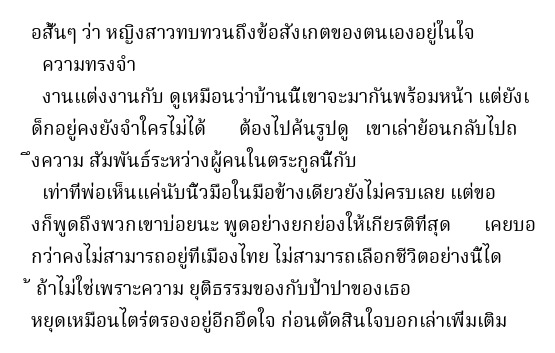 อสั้นๆ ว่า หญิงสาวทบทวนถึงข้อสังเกตของตนเองอยู่ในใจ
ความทรงจำ
งานแต่งงานกับ ดูเหมือนว่าบ้านนี้เขาจะมากันพร้อมหน้า แต่ยังเ
ด็กอยู่คงยังจำใครไม่ได้ ต้องไปค้นรูปดู เขาเล่าย้อนกลับไปถ
ึงความ สัมพันธ์ระหว่างผู้คนในตระกูลนี้กับ
เท่าที่พ่อเห็นแค่นับนิ้วมือในมือข้างเดียวยังไม่ครบเลย แต่ขอ
งก็พูดถึงพวกเขาบ่อยนะ พูดอย่างยกย่องให้เกียรติที่สุด เคยบอ
กว่าคงไม่สามารถอยู่ที่เมืองไทย ไม่สามารถเลือกชีวิตอย่างนี้ได
้ ถ้าไม่ใช่เพราะความ ยุติธรรมของกับป้าปาของเธอ
หยุดเหมือนไตร่ตรองอยู่อีกอึดใจ ก่อนตัดสินใจบอกเล่าเพิ่มเติม